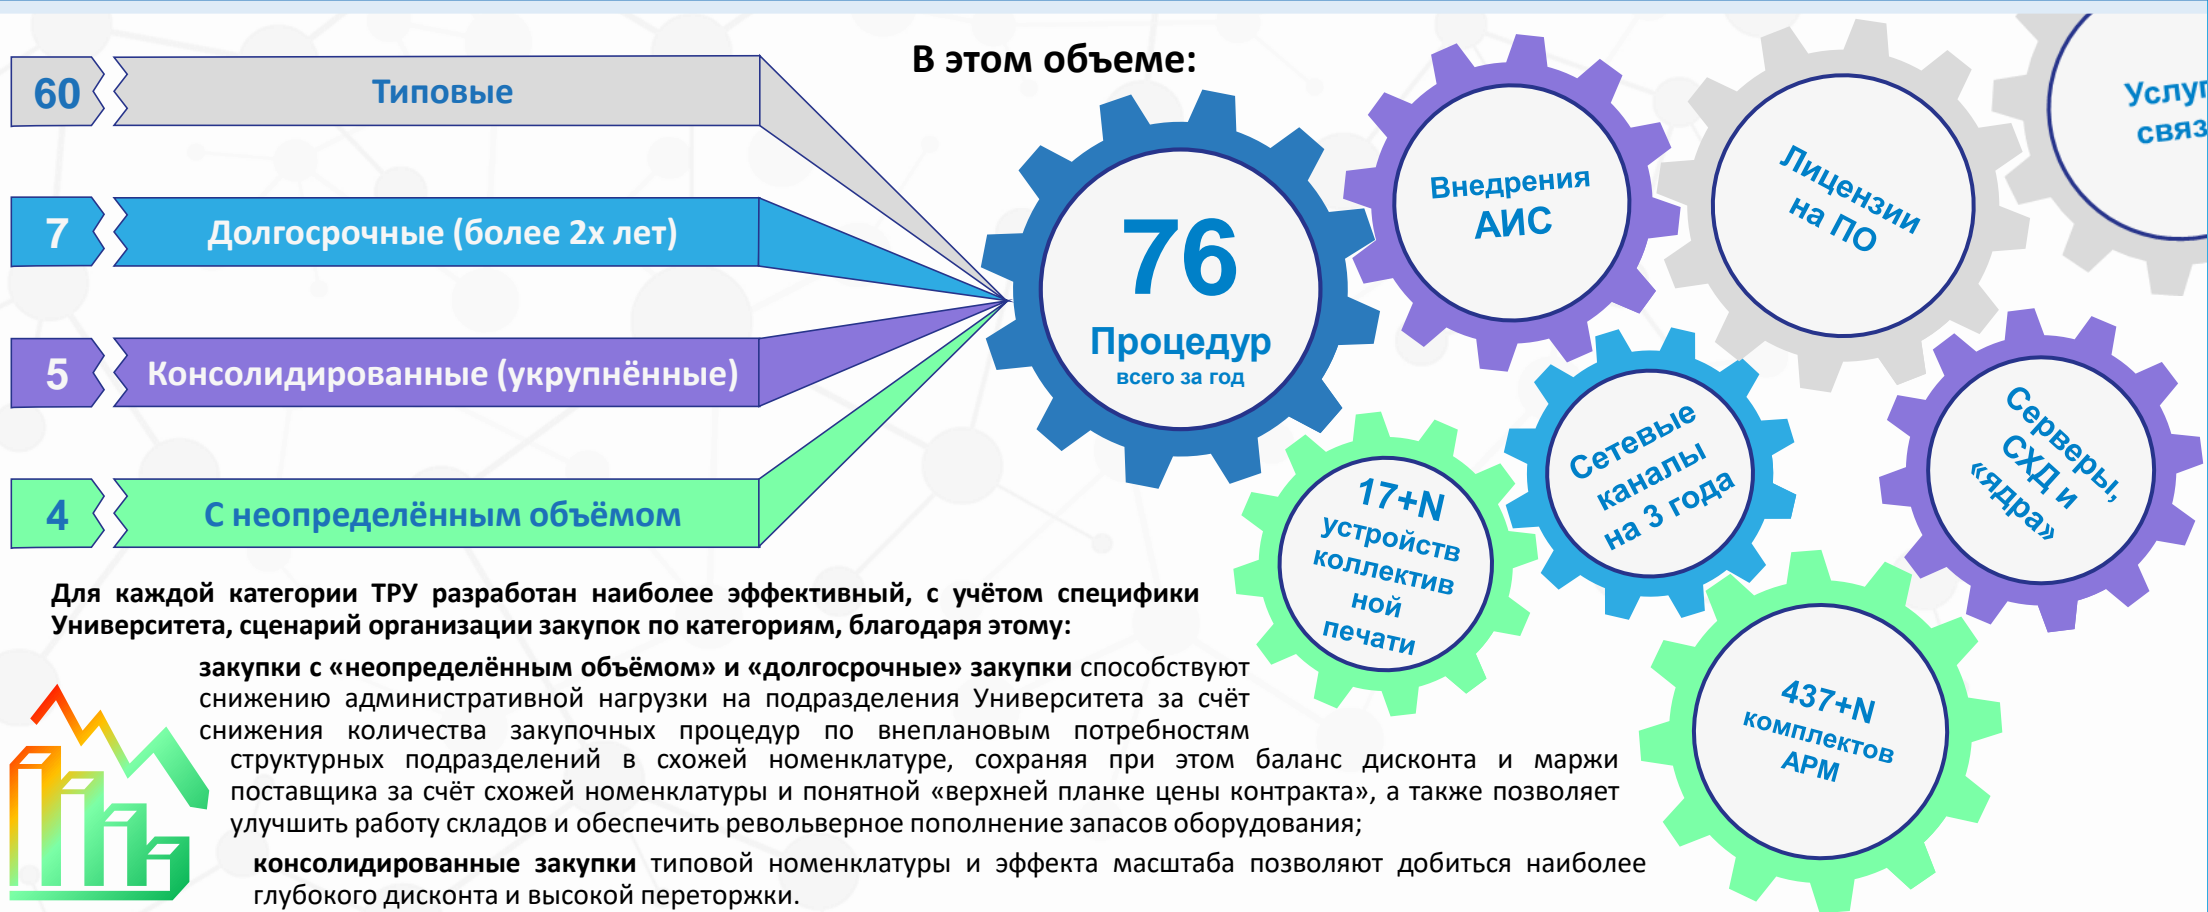 В этом объеме:
60
Типовые
7
Долгосрочные (более 2х лет)
5
Консолидированные (укрупнённые)
4
С неопределённым объёмом
76
Процедур
всего за год
Внедрения
АИС
Лицензии
на ПО
Услуг
связ
17+N
устройств
коллектив
ной
печати
Сетевые
каналы
на 3 года
Серверы,
СХД и
«ядра»
437+N
комплектов
АРМ
Для каждой категории ТРУ разработан наиболее эффективный, с учётом специфики
Университета, сценарий организации закупок по категориям, благодаря этому:
закупки с «неопределённым объёмом» и «долгосрочные» закупки способствуют
снижению административной нагрузки на подразделения Университета за счёт
снижения количества закупочных процедур по внеплановым потребностям
структурных подразделений в схожей номенклатуре, сохраняя при этом баланс дисконта и маржи
поставщика за счёт схожей номенклатуры и понятной «верхней планке цены контракта», а также позволяет
улучшить работу складов и обеспечить револьверное пополнение запасов оборудования;
консолидированные закупки типовой номенклатуры и эффекта масштаба позволяют добиться наиболее
глубокого дисконта и высокой переторжки.